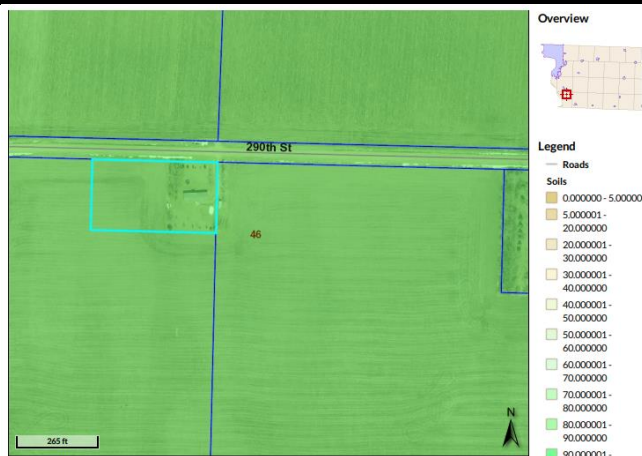 Overview
290th St
46
265 ft
N
Legend
Roads
Soils
0.000000 - 5.00000
5.000001 -
20.000000
20.000001 -
30.000000
30.000001 -
40.000000
40.000001 -
50.000000
50.000001 -
60.000000
60.000001 -
70.000000
70.000001 -
80.000000
80.000001 -
90.000000
90.000001 -